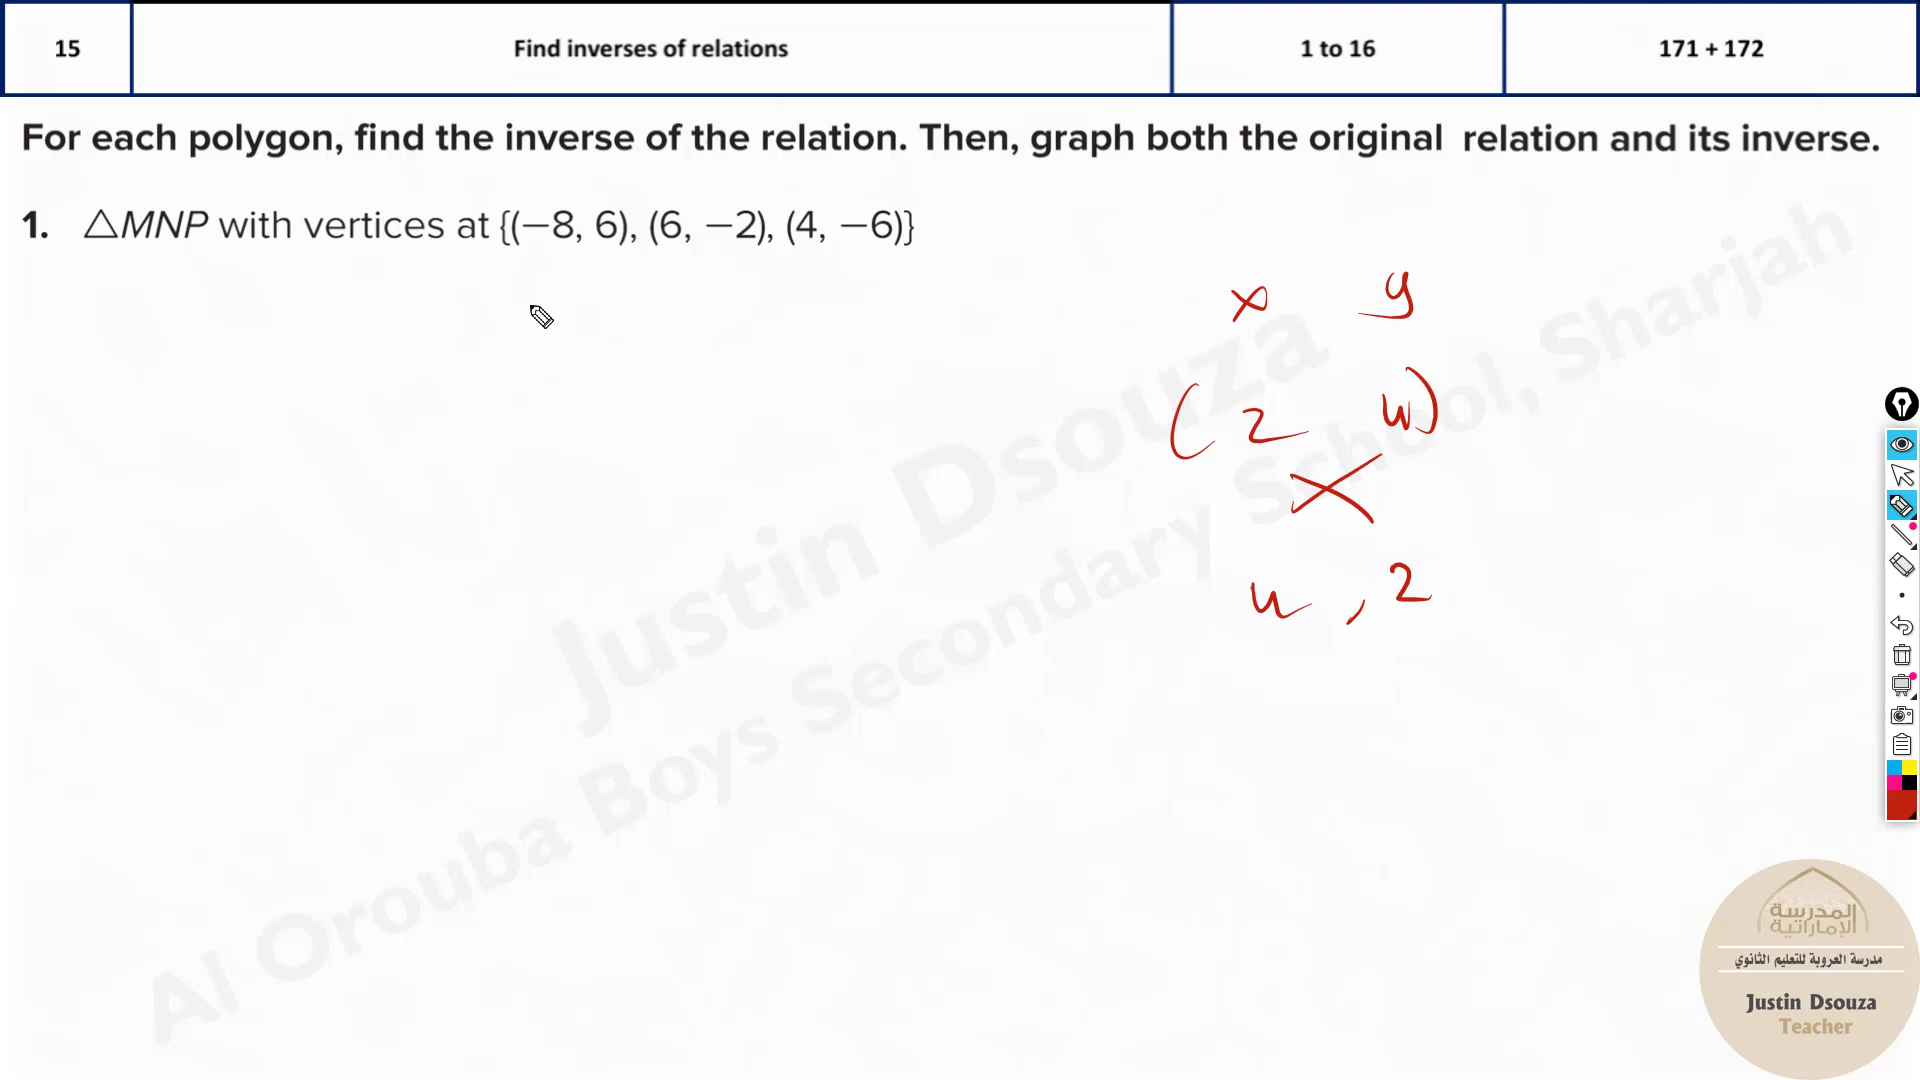 15 Find inverses of relations 1 to 16 171 + 172
For each polygon, find the inverse of the relation. Then, graph both the original relation and its inverse.
1. △MNP with vertices at {(−8, 6), (6, −2), (4, −6)}
x y
(2 4)
4, 2
Justin Dsouza
Al Orouba Boys Secondary School, Sharjah
المدرسة
الإماراتية
مدرسة العروبة للتعليم الثانوي
Justin Dsouza
Teacher